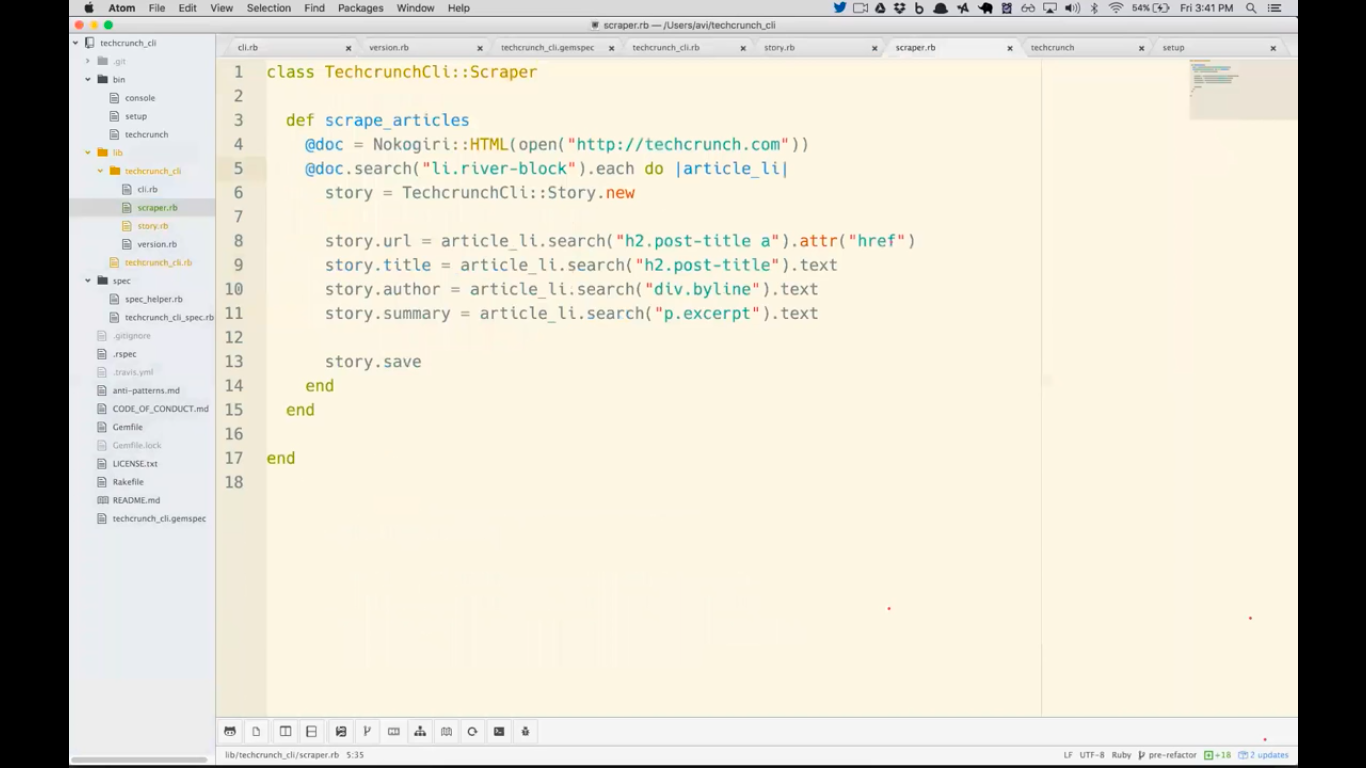 Atom File Edit View Selection Find Packages Window Help 54% Fri 3:41 PM
scraper.rb — /Users/avi/techcrunch_cli
techcrunch_cli
.git
bin
console
setup
techcrunch
lib
techcrunch_cli
cli.rb
scraper.rb
story.rb
version.rb
techcrunch_cli.rb
spec
spec_helper.rb
techcrunch_cli_spec.rb
.gitignore
.rspec
.travis.yml
anti-patterns.md
CODE_OF_CONDUCT.md
Gemfile
Gemfile.lock
LICENSE.txt
Rakefile
README.md
techcrunch_cli.gemspec
cli.rb version.rb techcrunch_cli.gemspec techcrunch_cli.rb story.rb scraper.rb techcrunch setup
1 class TechcrunchCli::Scraper
2
3 def scrape_articles
4 @doc = Nokogiri::HTML(open("http://techcrunch.com"))
5 @doc.search("li.river-block").each do |article_li|
6 story = TechcrunchCli::Story.new
7
8 story.url = article_li.search("h2.post-title a").attr("href")
9 story.title = article_li.search("h2.post-title").text
10 story.author = article_li.search("div.byline").text
11 story.summary = article_li.search("p.excerpt").text
12
13 story.save
14 end
15 end
16
17 end
18
lib/techcrunch_cli/scraper.rb 5:35 LF UTF-8 Ruby pre-refactor +18 2 updates